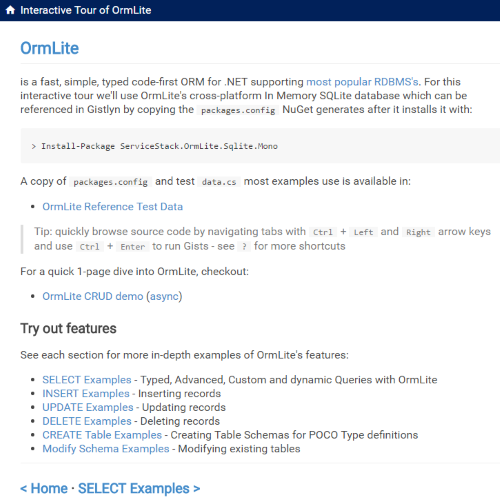 Interactive Tour of OrmLite
OrmLite
is a fast, simple, typed code-first ORM for .NET supporting most popular RDBMS's. For this
interactive tour we'll use OrmLite's cross-platform In Memory SQLite database which can be
referenced in Gistlyn by copying the packages.config NuGet generates after it installs it with:
> Install-Package ServiceStack.OrmLite.Sqlite.Mono
A copy of packages.config and test data.cs most examples use is available in:
• OrmLite Reference Test Data
Tip: quickly browse source code by navigating tabs with Ctrl + Left and Right arrow keys
and use Ctrl + Enter to run Gists - see ? for more shortcuts
For a quick 1-page dive into OrmLite, checkout:
• OrmLite CRUD demo (async)
Try out features
See each section for more in-depth examples of OrmLite's features:
• SELECT Examples - Typed, Advanced, Custom and dynamic Queries with OrmLite
• INSERT Examples - Inserting records
• UPDATE Examples - Updating records
• DELETE Examples - Deleting records
• CREATE Table Examples - Creating Table Schemas for POCO Type definitions
• Modify Schema Examples - Modifying existing tables
< Home · SELECT Examples >